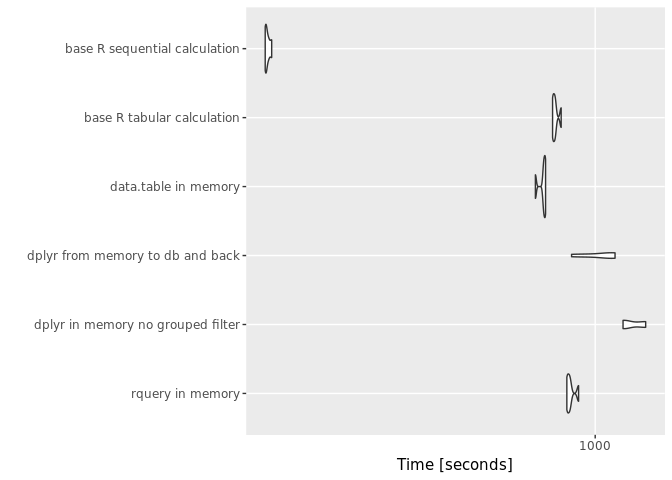 base R sequential calculation
base R tabular calculation
data.table in memory
dplyr from memory to db and back
dplyr in memory no grouped filter
rquery in memory
1000
Time [seconds]